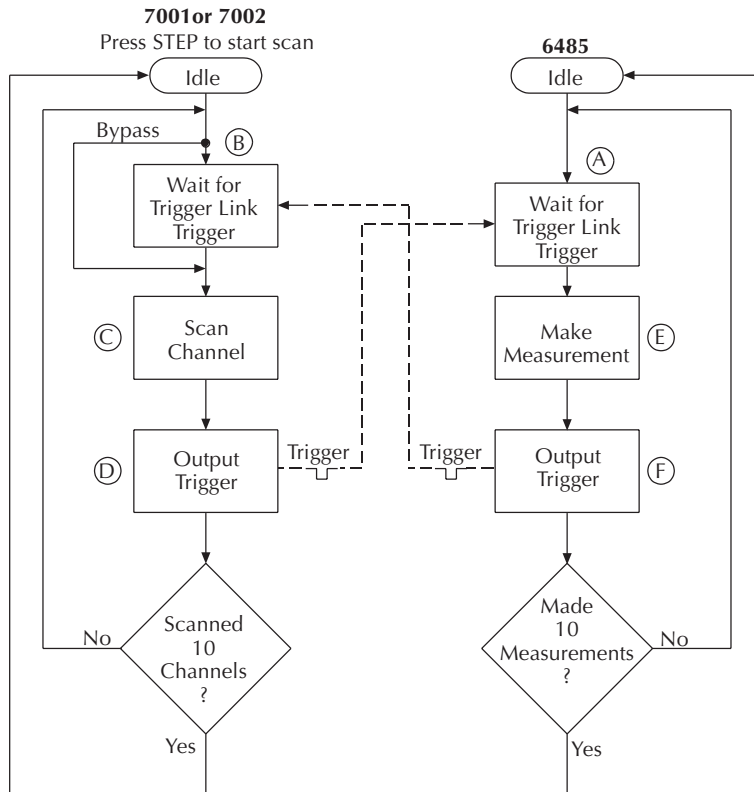 7001or 7002
Press STEP to start scan
Idle
Bypass
B
Wait for
Trigger Link
Trigger
C
Scan
Channel
D
Output
Trigger
Trigger
Scanned
10
Channels
?
No
Yes
6485
Idle
A
Wait for
Trigger Link
Trigger
Make
Measurement
E
Trigger
Output
Trigger
F
Made
10
Measurements
?
No
Yes